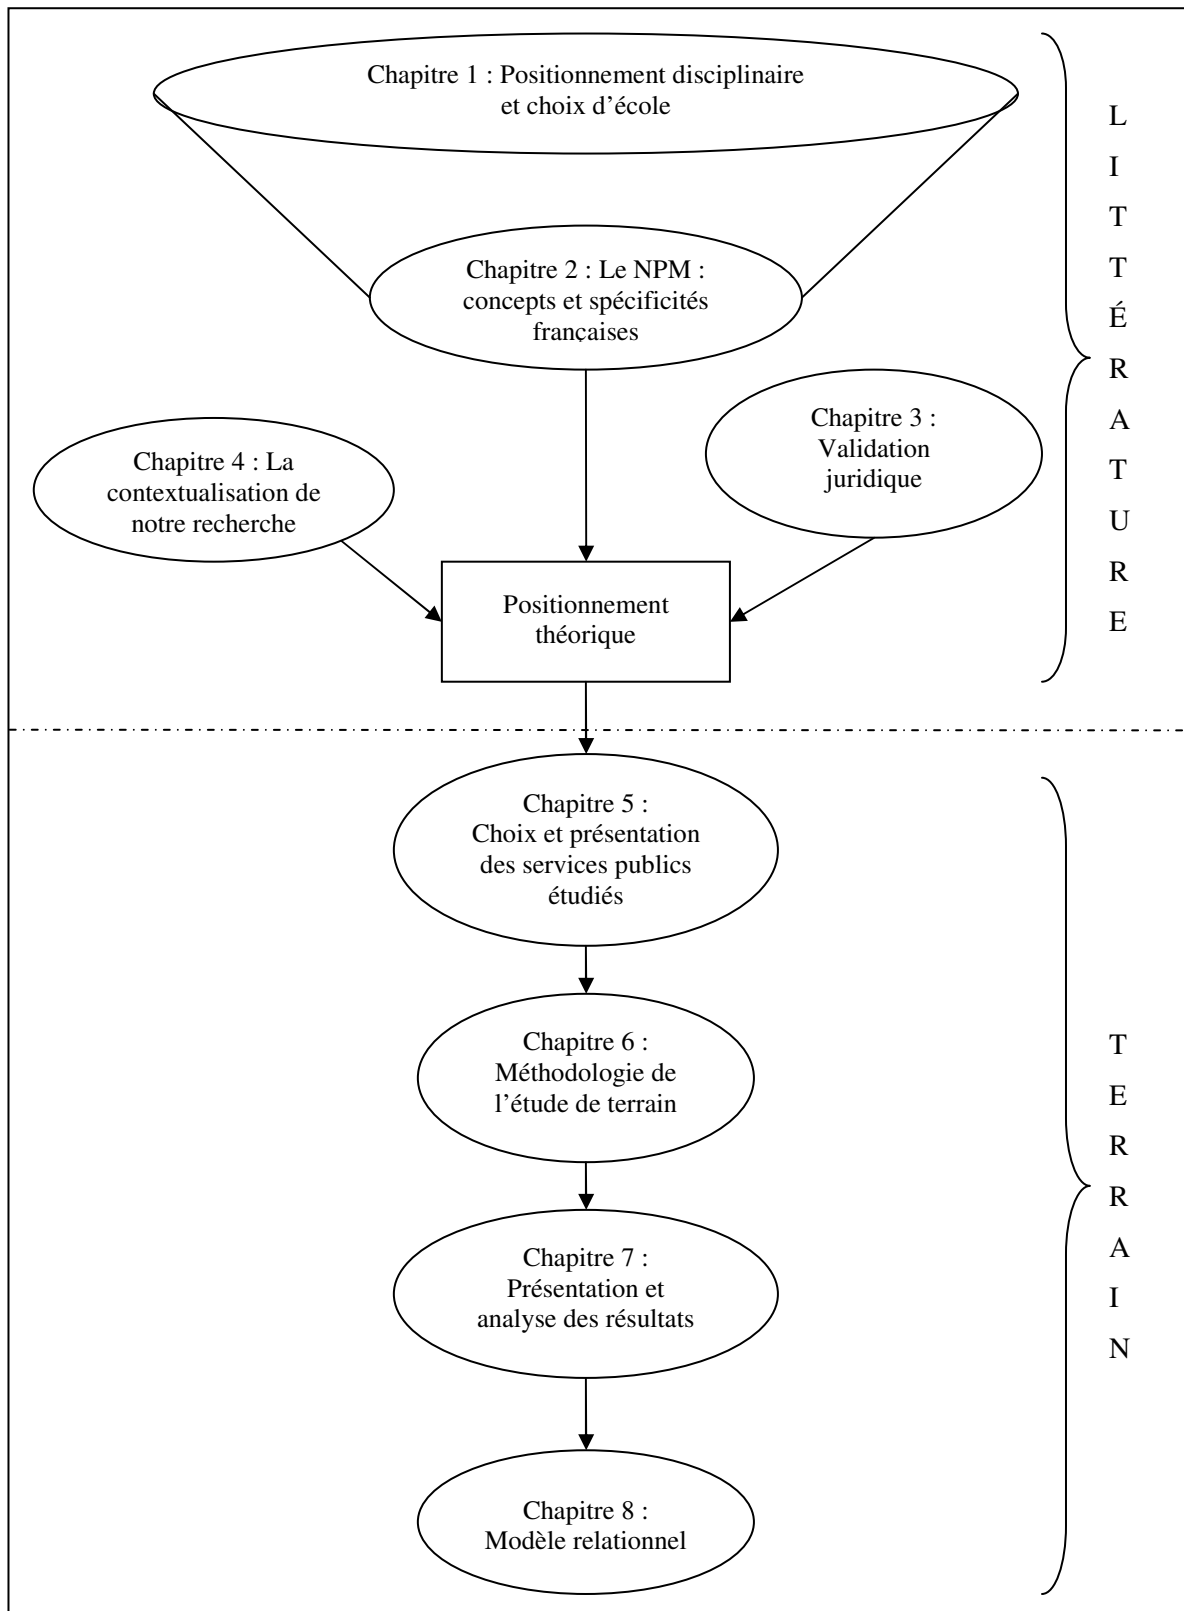 Chapitre 1 : Positionnement disciplinaire
et choix d’école
Chapitre 2 : Le NPM :
concepts et spécificités
françaises
Chapitre 3 :
Validation
juridique
Chapitre 4 : La
contextualisation de
notre recherche
Positionnement
théorique
L
I
T
T
É
R
A
T
U
R
E
Chapitre 5 :
Choix et présentation
des services publics
étudiés
Chapitre 6 :
Méthodologie de
l’étude de terrain
Chapitre 7 :
Présentation et
analyse des résultats
Chapitre 8 :
Modèle relationnel
T
E
R
R
A
I
N